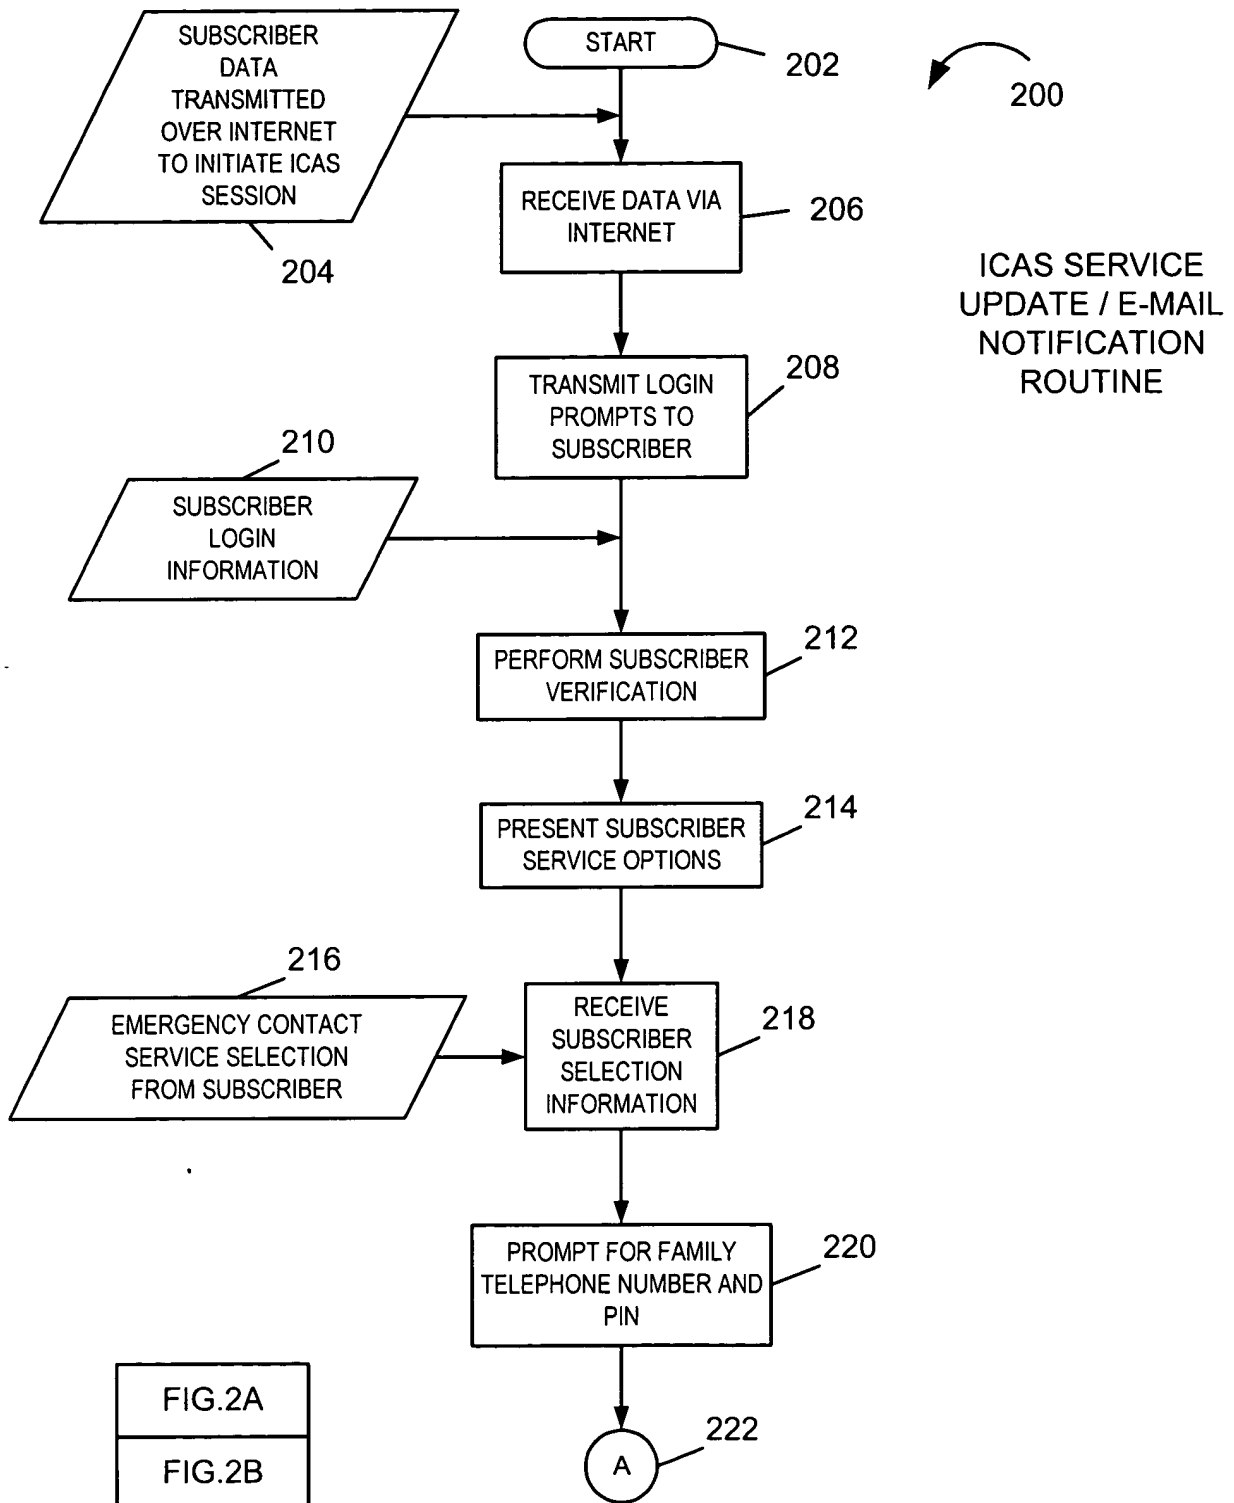 SUBSCRIBER
DATA
TRANSMITTED
OVER INTERNET
TO INITIATE ICAS
SESSION
204
START
202
200
RECEIVE DATA VIA
INTERNET
206
ICAS SERVICE
UPDATE / E-MAIL
NOTIFICATION
ROUTINE
TRANSMIT LOGIN
PROMPTS TO
SUBSCRIBER
208
210
SUBSCRIBER
LOGIN
INFORMATION
PERFORM SUBSCRIBER
VERIFICATION
212
PRESENT SUBSCRIBER
SERVICE OPTIONS
214
216
EMERGENCY CONTACT
SERVICE SELECTION
FROM SUBSCRIBER
RECEIVE
SUBSCRIBER
SELECTION
INFORMATION
218
PROMPT FOR FAMILY
TELEPHONE NUMBER AND
PIN
220
A
222
FIG.2A
FIG.2B